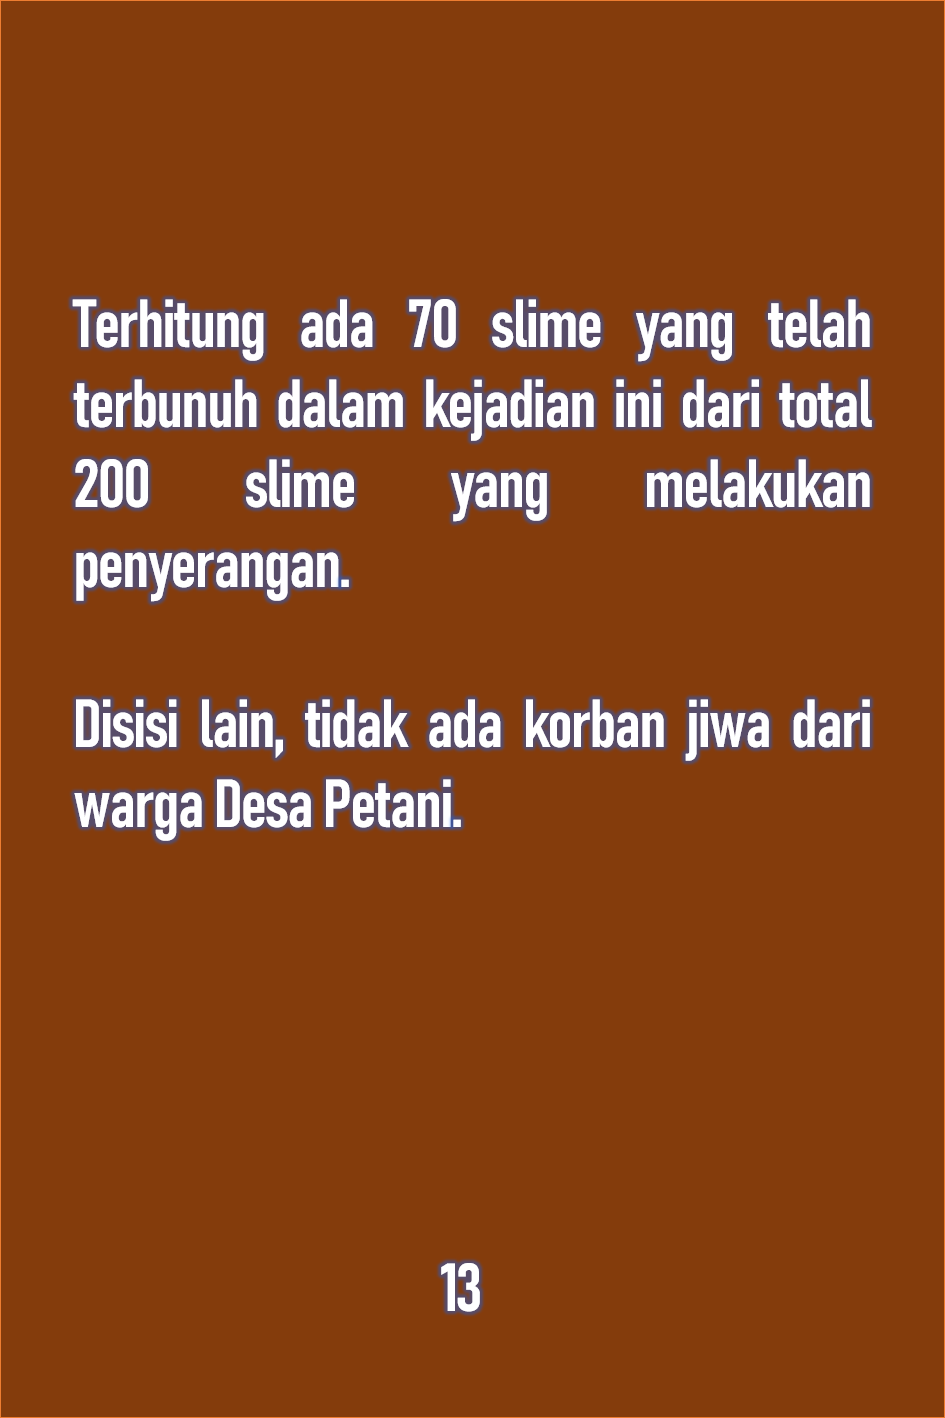 Terhitung ada 70 slime yang telah
terbunuh dalam kejadian ini dari total
200 slime yang melakukan
penyerangan.
Disisi lain, tidak ada korban jiwa dari
warga Desa Petani.
13